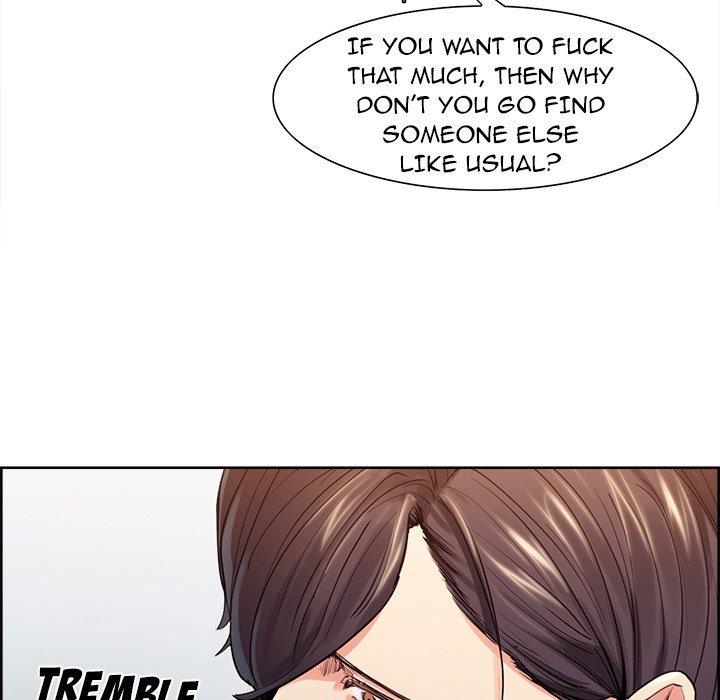 IF YOU WANT TO FUCK
THAT MUCH, THEN WHY
DON'T YOU GO FIND
SOMEONE ELSE
LIKE USUAL?
TREMBLE